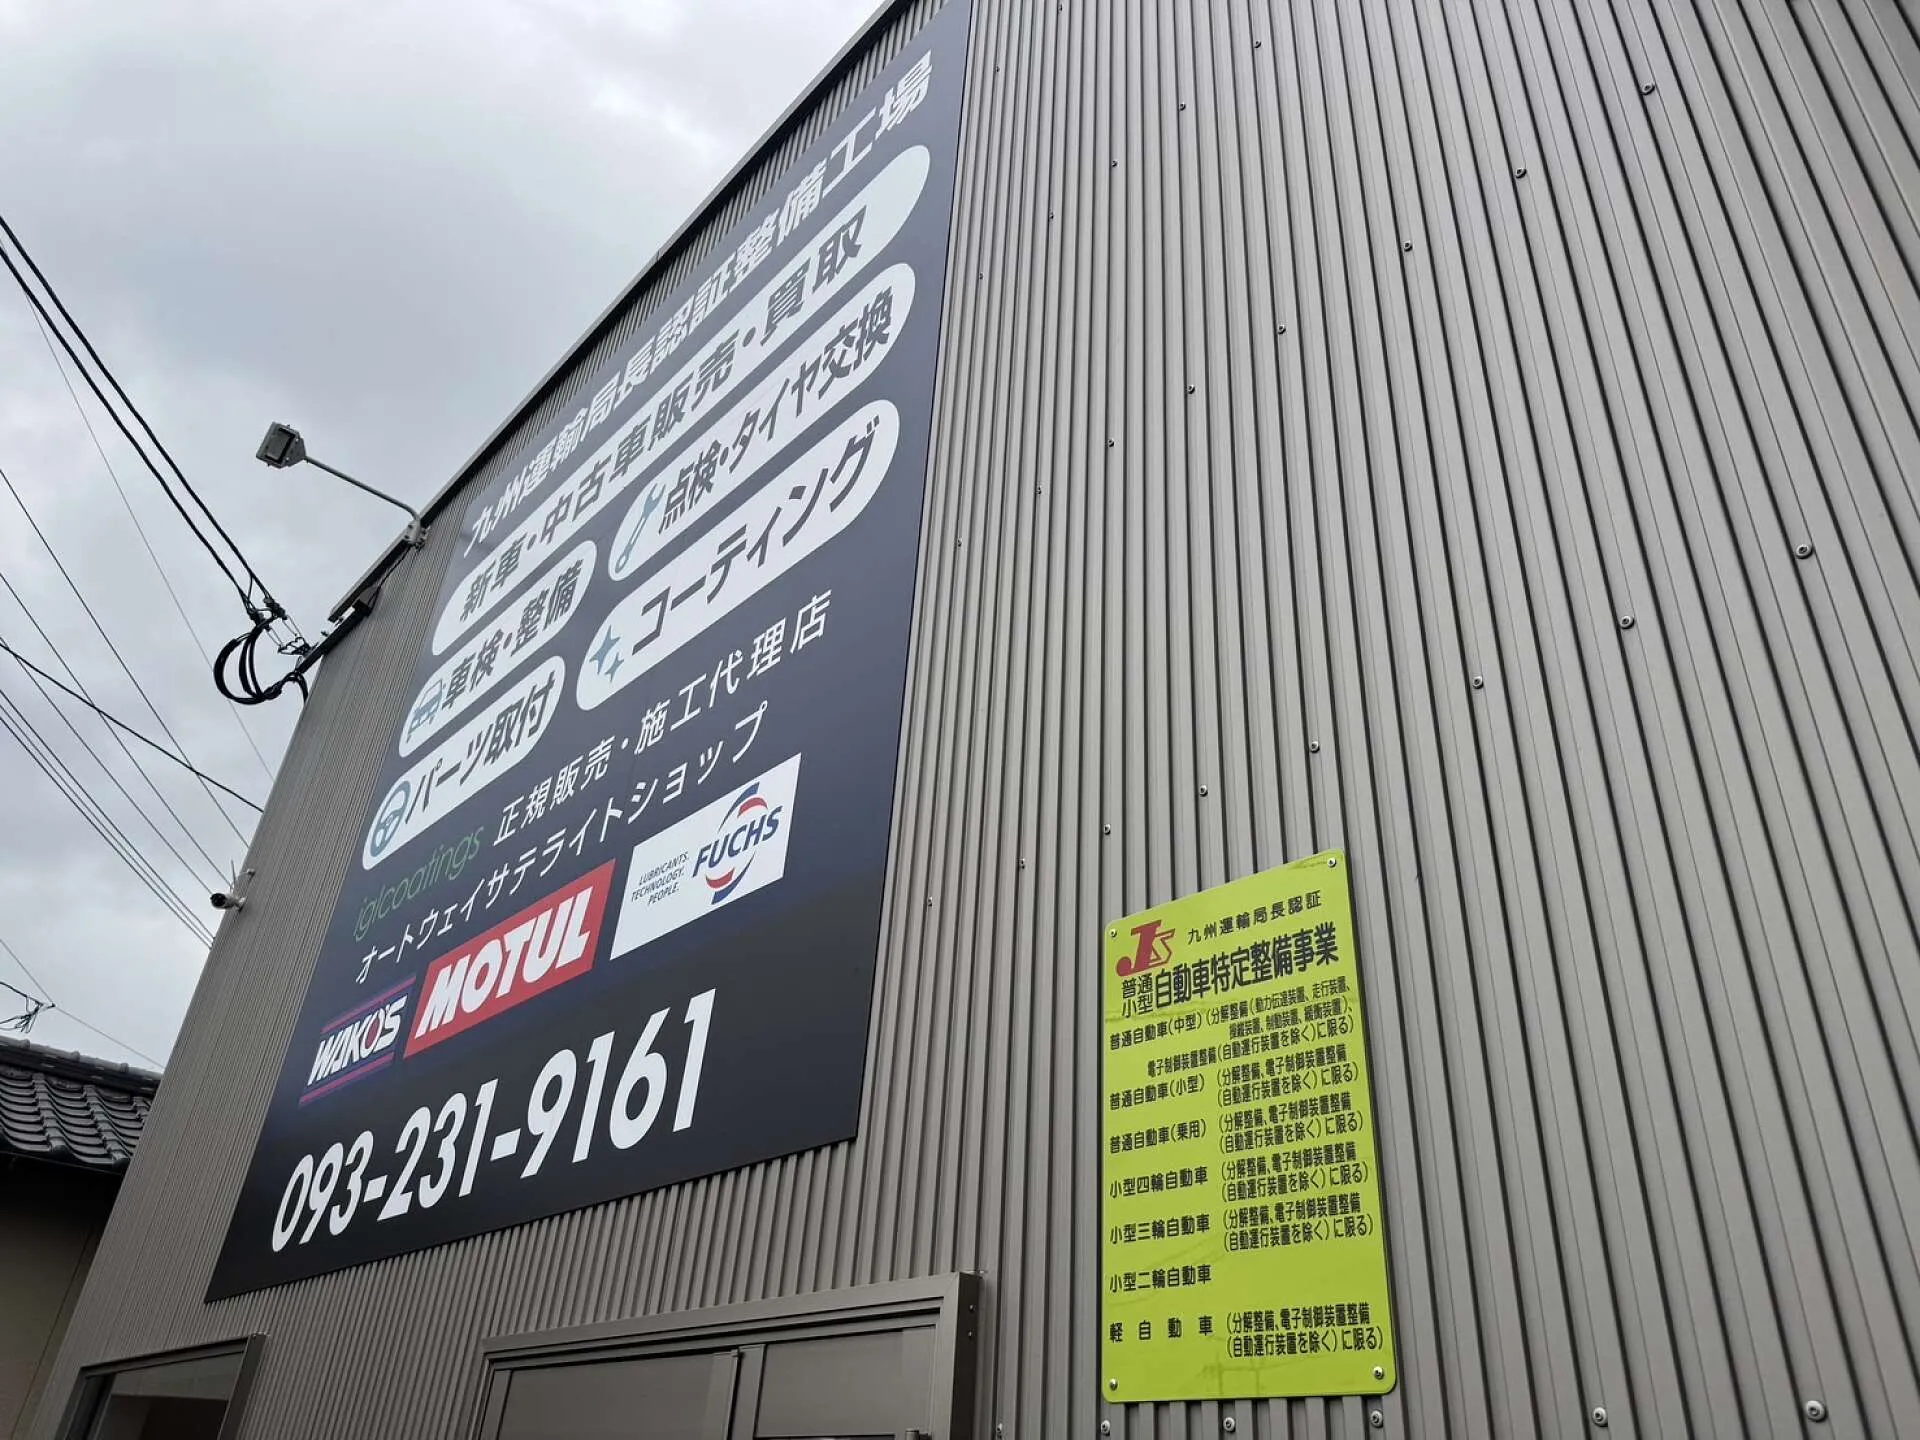 九州運輸局長認証整備工場
新車・中古車販売・買取
車検・整備
点検・タイヤ交換
パーツ取付
コーティング
igl coatings 正規販売・施工代理店
オートウェイサテライトショップ
WAKO'S
MOTUL
LUBRICANTS.
TECHNOLOGY.
PEOPLE.
FUCHS
093-231-9161
JS 九州運輸局長認証
普通
小型
自動車特定整備事業
普通自動車(中型)(分解整備(動力伝達装置、走行装置、
操縦装置、制動装置、緩衝装置)、
電子制御装置整備(自動運行装置を除く)に限る)
普通自動車(小型)(分解整備、電子制御装置整備
(自動運行装置を除く)に限る)
普通自動車(乗用)(分解整備、電子制御装置整備
(自動運行装置を除く)に限る)
小型四輪自動車(分解整備、電子制御装置整備
(自動運行装置を除く)に限る)
小型三輪自動車(分解整備、電子制御装置整備
(自動運行装置を除く)に限る)
小型二輪自動車
軽自動車(分解整備、電子制御装置整備
(自動運行装置を除く)に限る)